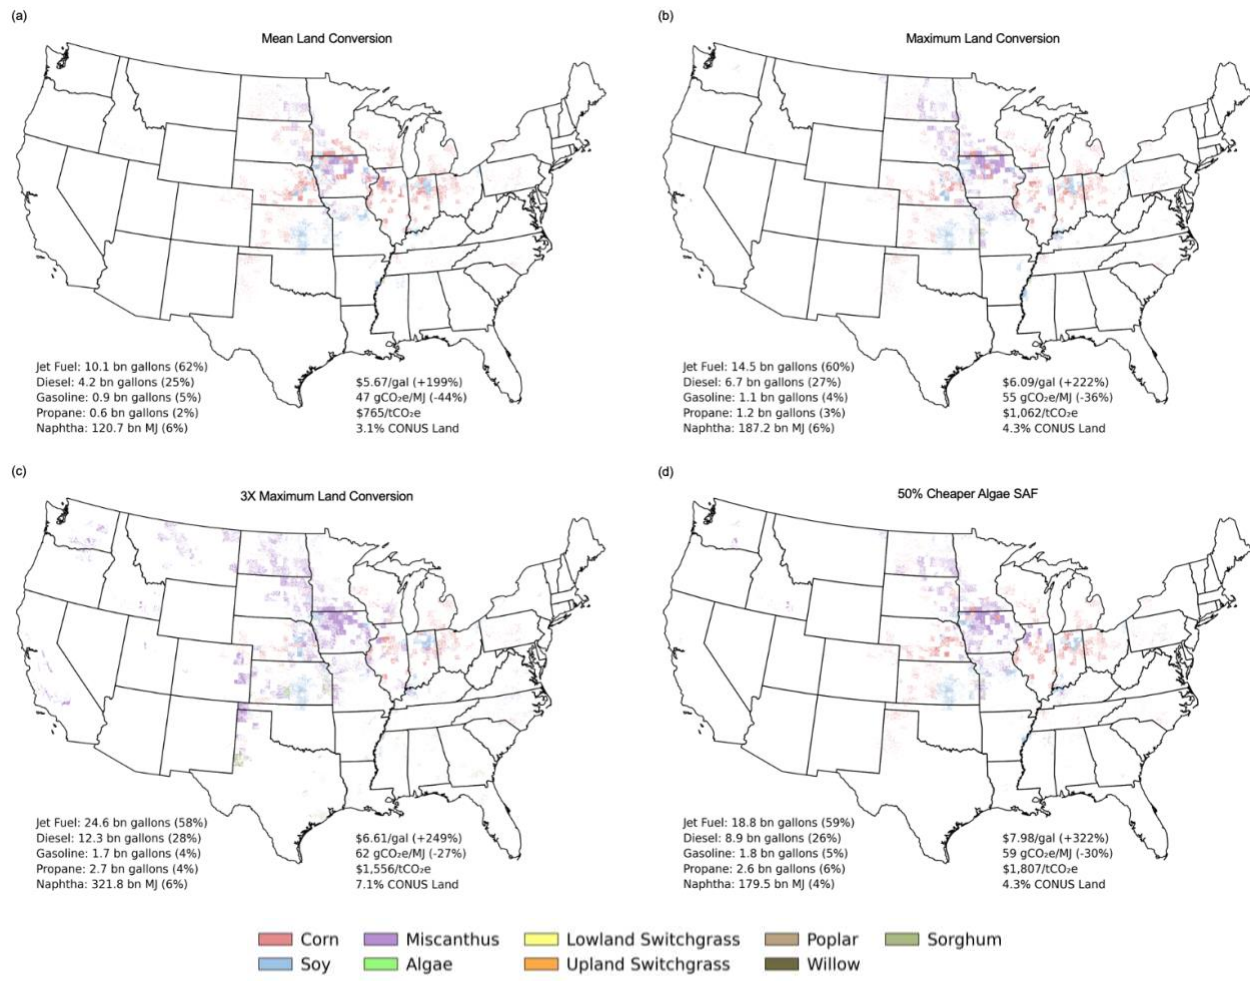 (a)
Mean Land Conversion
Jet Fuel: 10.1 bn gallons (62%)
Diesel: 4.2 bn gallons (25%)
Gasoline: 0.9 bn gallons (5%)
Propane: 0.6 bn gallons (2%)
Naphtha: 120.7 bn MJ (6%)
$5.67/gal (+199%)
47 gCO₂e/MJ (-44%)
$765/tCO₂e
3.1% CONUS Land
(b)
Maximum Land Conversion
Jet Fuel: 14.5 bn gallons (60%)
Diesel: 6.7 bn gallons (27%)
Gasoline: 1.1 bn gallons (4%)
Propane: 1.2 bn gallons (3%)
Naphtha: 187.2 bn MJ (6%)
$6.09/gal (+222%)
55 gCO₂e/MJ (-36%)
$1,062/tCO₂e
4.3% CONUS Land
(c)
3X Maximum Land Conversion
Jet Fuel: 24.6 bn gallons (58%)
Diesel: 12.3 bn gallons (28%)
Gasoline: 1.7 bn gallons (4%)
Propane: 2.7 bn gallons (4%)
Naphtha: 321.8 bn MJ (6%)
$6.61/gal (+249%)
62 gCO₂e/MJ (-27%)
$1,556/tCO₂e
7.1% CONUS Land
(d)
50% Cheaper Algae SAF
Jet Fuel: 18.8 bn gallons (59%)
Diesel: 8.9 bn gallons (26%)
Gasoline: 1.8 bn gallons (5%)
Propane: 2.6 bn gallons (6%)
Naphtha: 179.5 bn MJ (4%)
$7.98/gal (+322%)
59 gCO₂e/MJ (-30%)
$1,807/tCO₂e
4.3% CONUS Land
Corn
Miscanthus
Lowland Switchgrass
Poplar
Sorghum
Soy
Algae
Upland Switchgrass
Willow